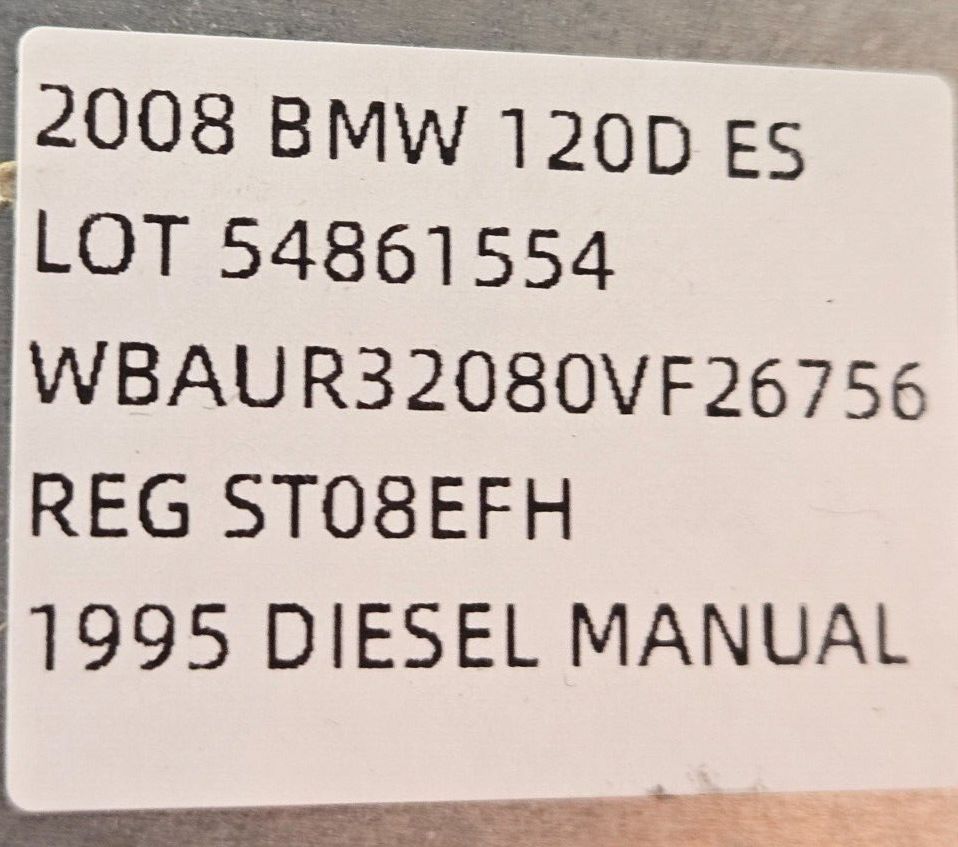 2008 BMW 120D ES
LOT 54861554
WBAUR32080VF26756
REG ST08EFH
1995 DIESEL MANUAL